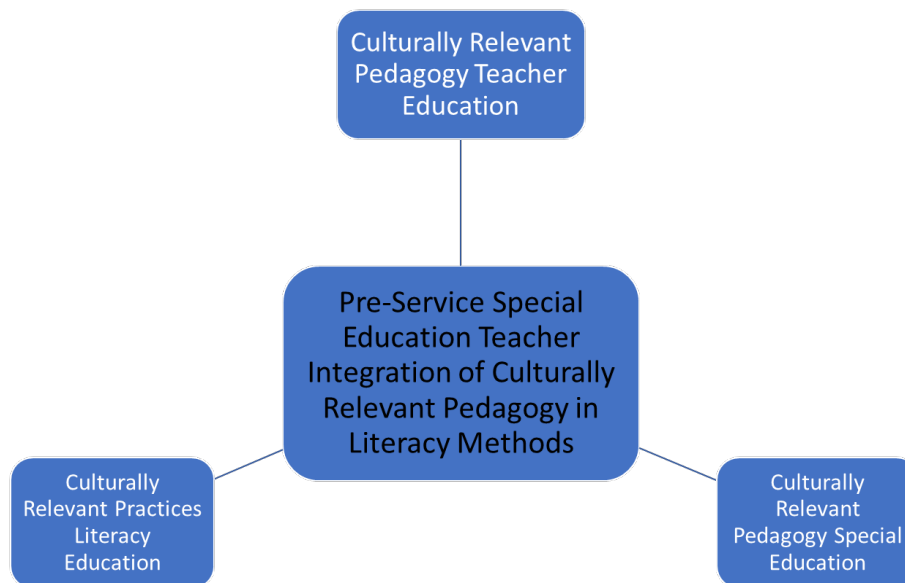 Culturally Relevant
Pedagogy Teacher
Education
Pre-Service Special
Education Teacher
Integration of Culturally
Relevant Pedagogy in
Literacy Methods
Culturally
Relevant Practices
Literacy
Education
Culturally
Relevant
Pedagogy Special
Education